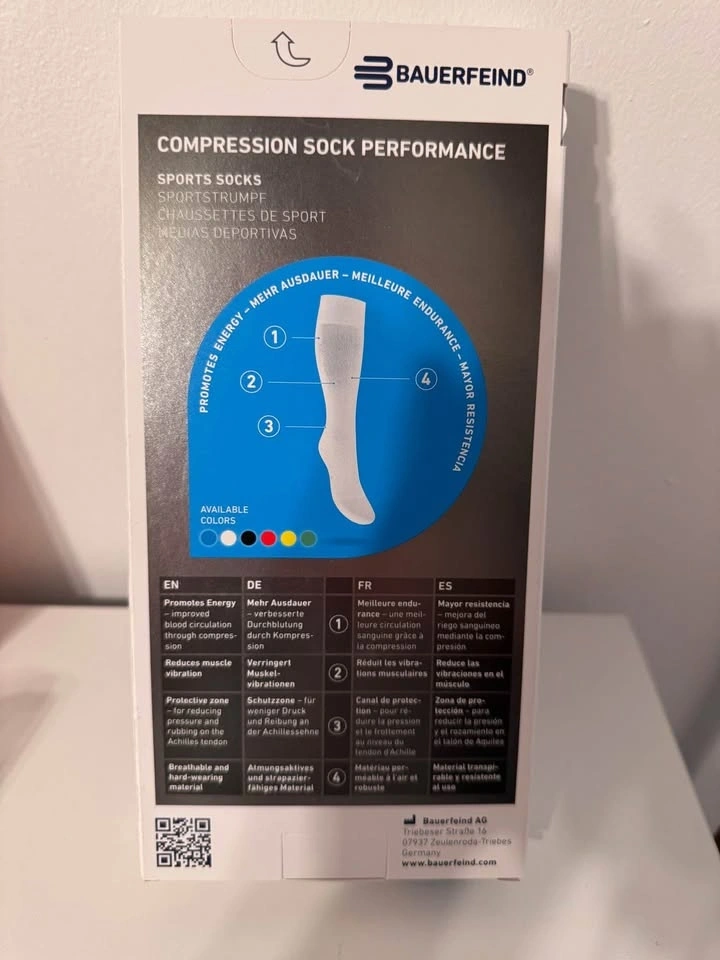 BAUERFEIND®
COMPRESSION SOCK PERFORMANCE
SPORTS SOCKS
SPORTSTRUMPF
CHAUSSETTES DE SPORT
MEDIAS DEPORTIVAS
PROMOTES ENERGY – MEHR AUSDAUER – MEILLEURE ENDURANCE – MAYOR RESISTENCIA
1
2
4
3
AVAILABLE
COLORS
EN
Promotes Energy
– improved
blood circulation
through compres-
sion
Reduces muscle
vibration
Protective zone
– for reducing
pressure and
rubbing on the
Achilles tendon
Breathable and
hard-wearing
material
DE
Mehr Ausdauer
– verbesserte
Durchblutung
durch Kompres-
sion
Verringert
Muskel-
vibrationen
Schutzzone – für
weniger Druck
und Reibung an
der Achillessehne
Atmungsaktives
und strapazier-
fähiges Material
1
2
3
4
FR
Meilleure endu-
rance – une meil-
leure circulation
sanguine grâce à
la compression
Réduit les vibra-
tions musculaires
Canal de protec-
tion – pour ré-
duire la pression
et le frottement
au niveau du
tendon d'Achille
Matériau per-
méable à l'air et
robuste
ES
Mayor resistencia
– mejora del
riego sanguíneo
mediante la com-
presión
Reduce las
vibraciones en el
músculo
Zona de pro-
tección – para
reducir la presión
y el rozamiento en
el talón de Aquiles
Material transpi-
rable y resistente
al uso
Bauerfeind AG
Triebeser Straße 16
07937 Zeulenroda-Triebes
Germany
www.bauerfeind.com